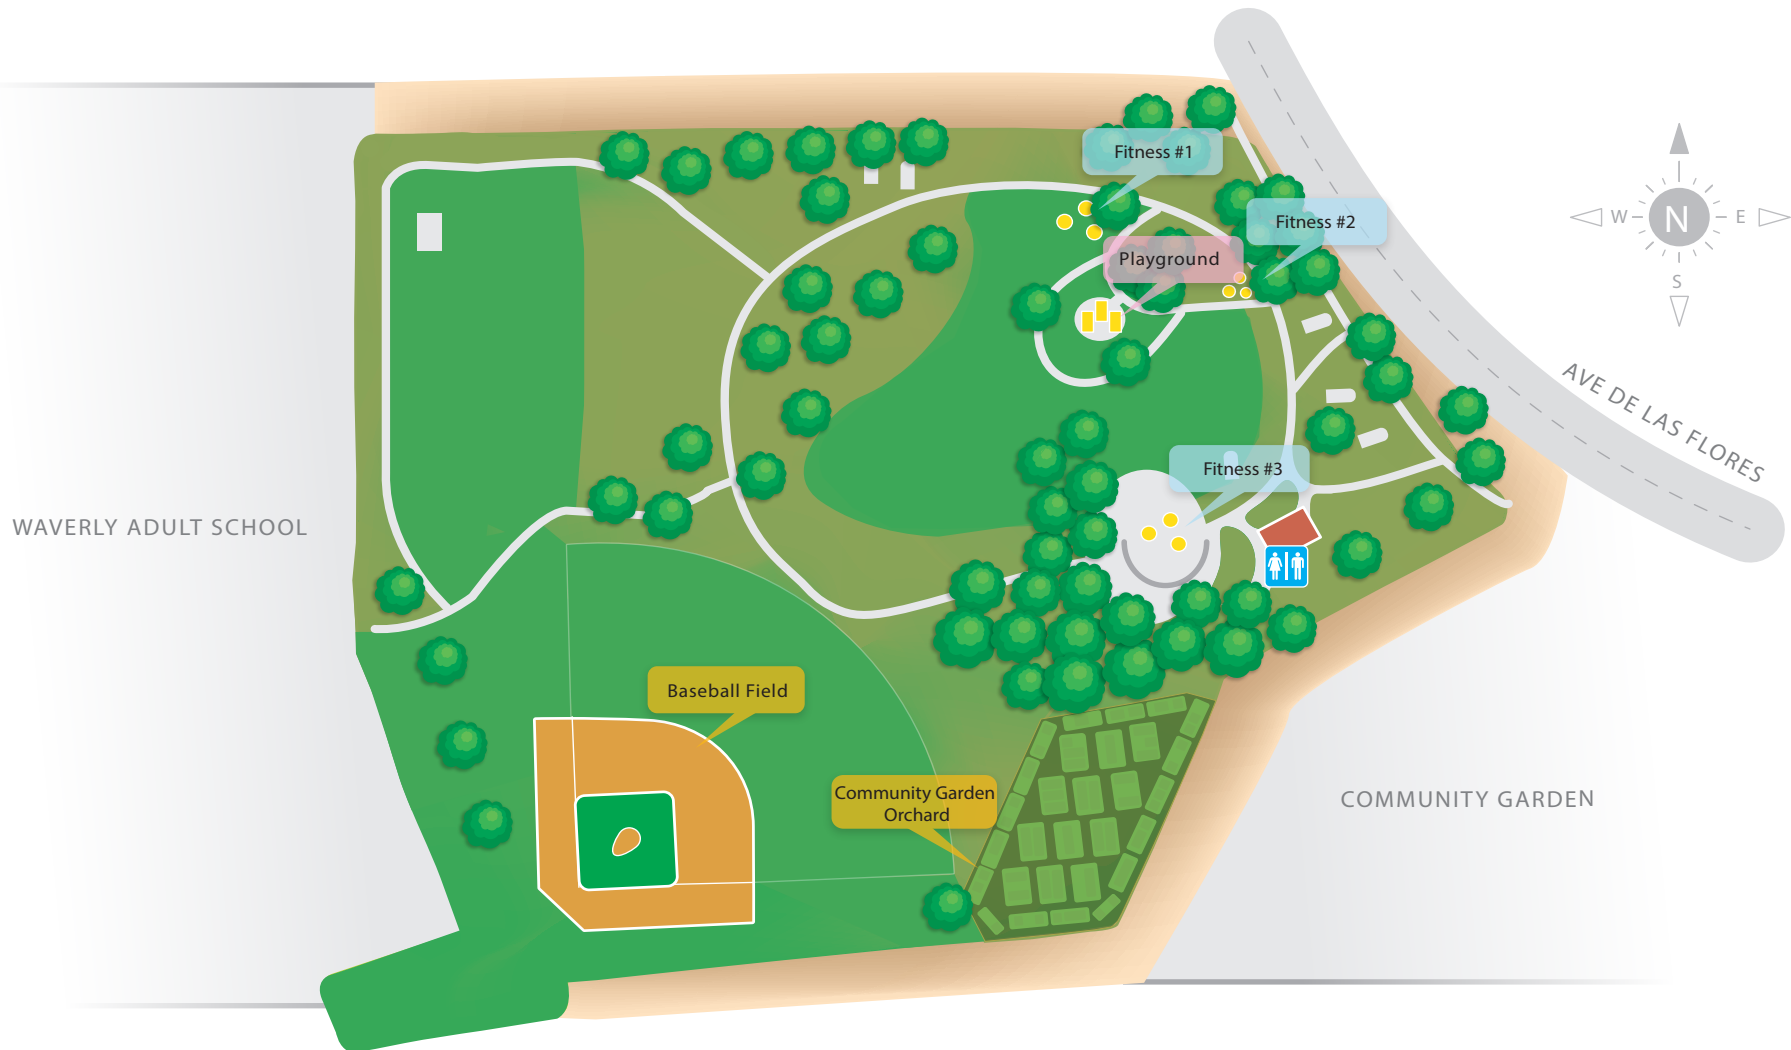 Fitness #1
Fitness #2
Playground
N
W
E
S
AVE DE LAS FLORES
Fitness #3
WAVERLY ADULT SCHOOL
Baseball Field
Community Garden
Orchard
COMMUNITY GARDEN